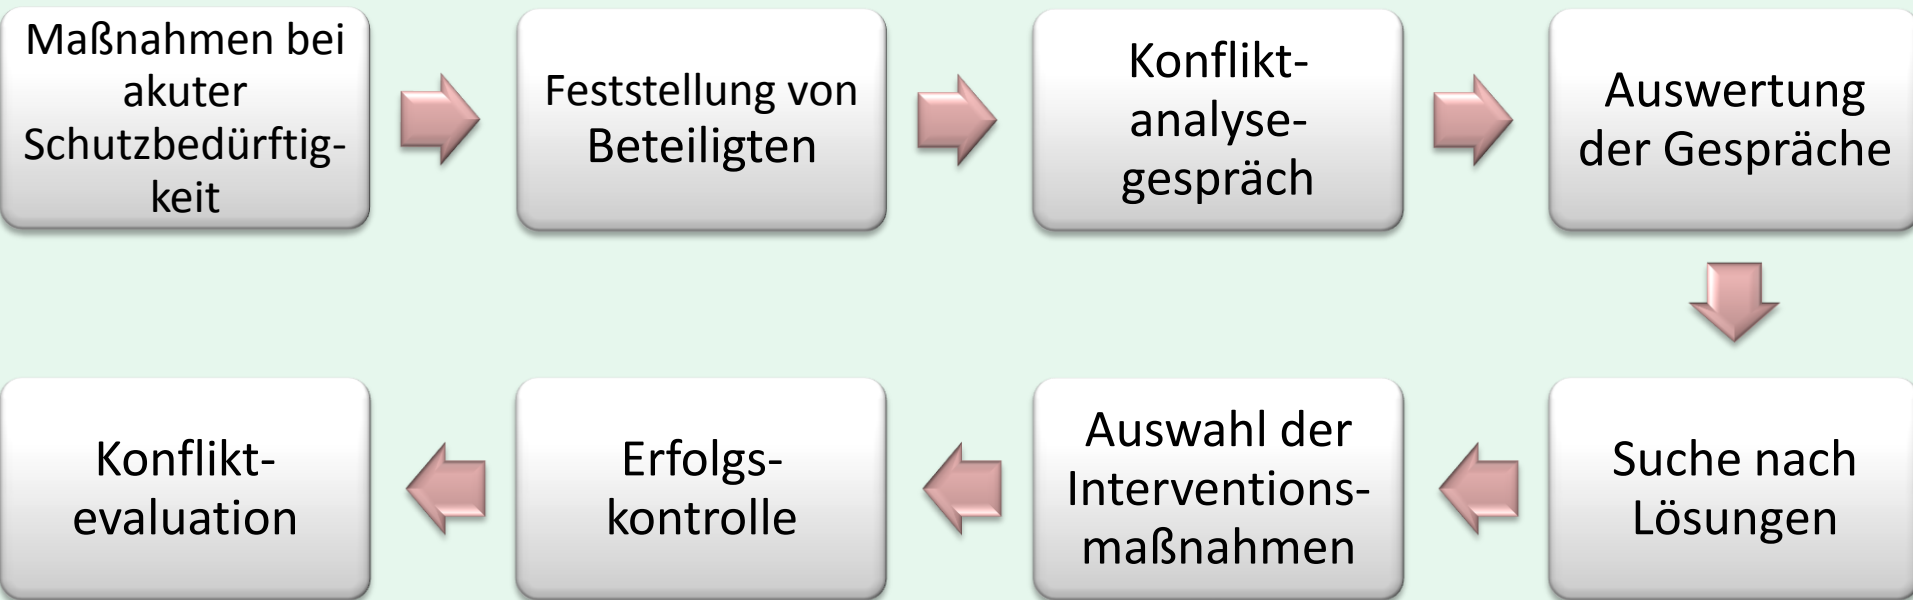 Maßnahmen bei
akuter
Schutzbedürftig-
keit
Feststellung von
Beteiligten
Konflikt-
analyse-
gespräch
Auswertung
der Gespräche
Suche nach
Lösungen
Auswahl der
Interventions-
maßnahmen
Erfolgs-
kontrolle
Konflikt-
evaluation